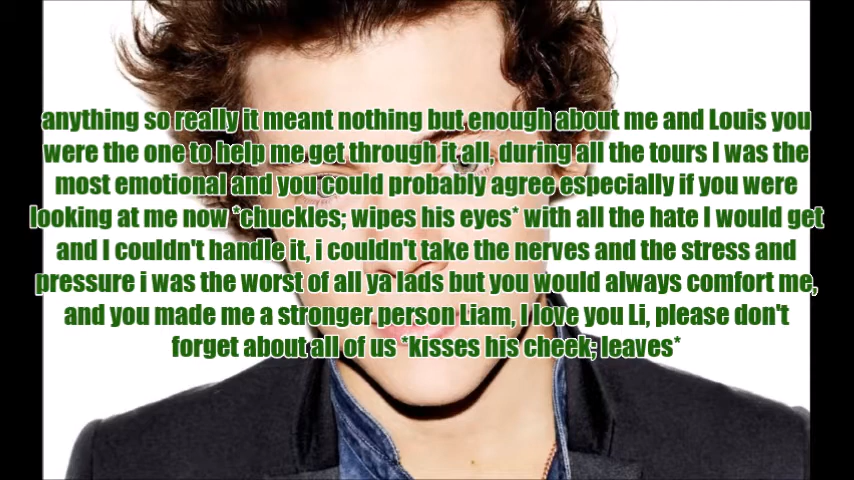 anything so really it meant nothing but enough about me and Louis you
were the one to help me get through it all, during all the tours I was the
most emotional and you could probably agree especially if you were
looking at me now *chuckles; wipes his eyes* with all the hate I would get
and I couldn't handle it, i couldn't take the nerves and the stress and
pressure i was the worst of all ya lads but you would always comfort me,
and you made me a stronger person Liam, I love you Li, please don't
forget about all of us *kisses his cheek; leaves*